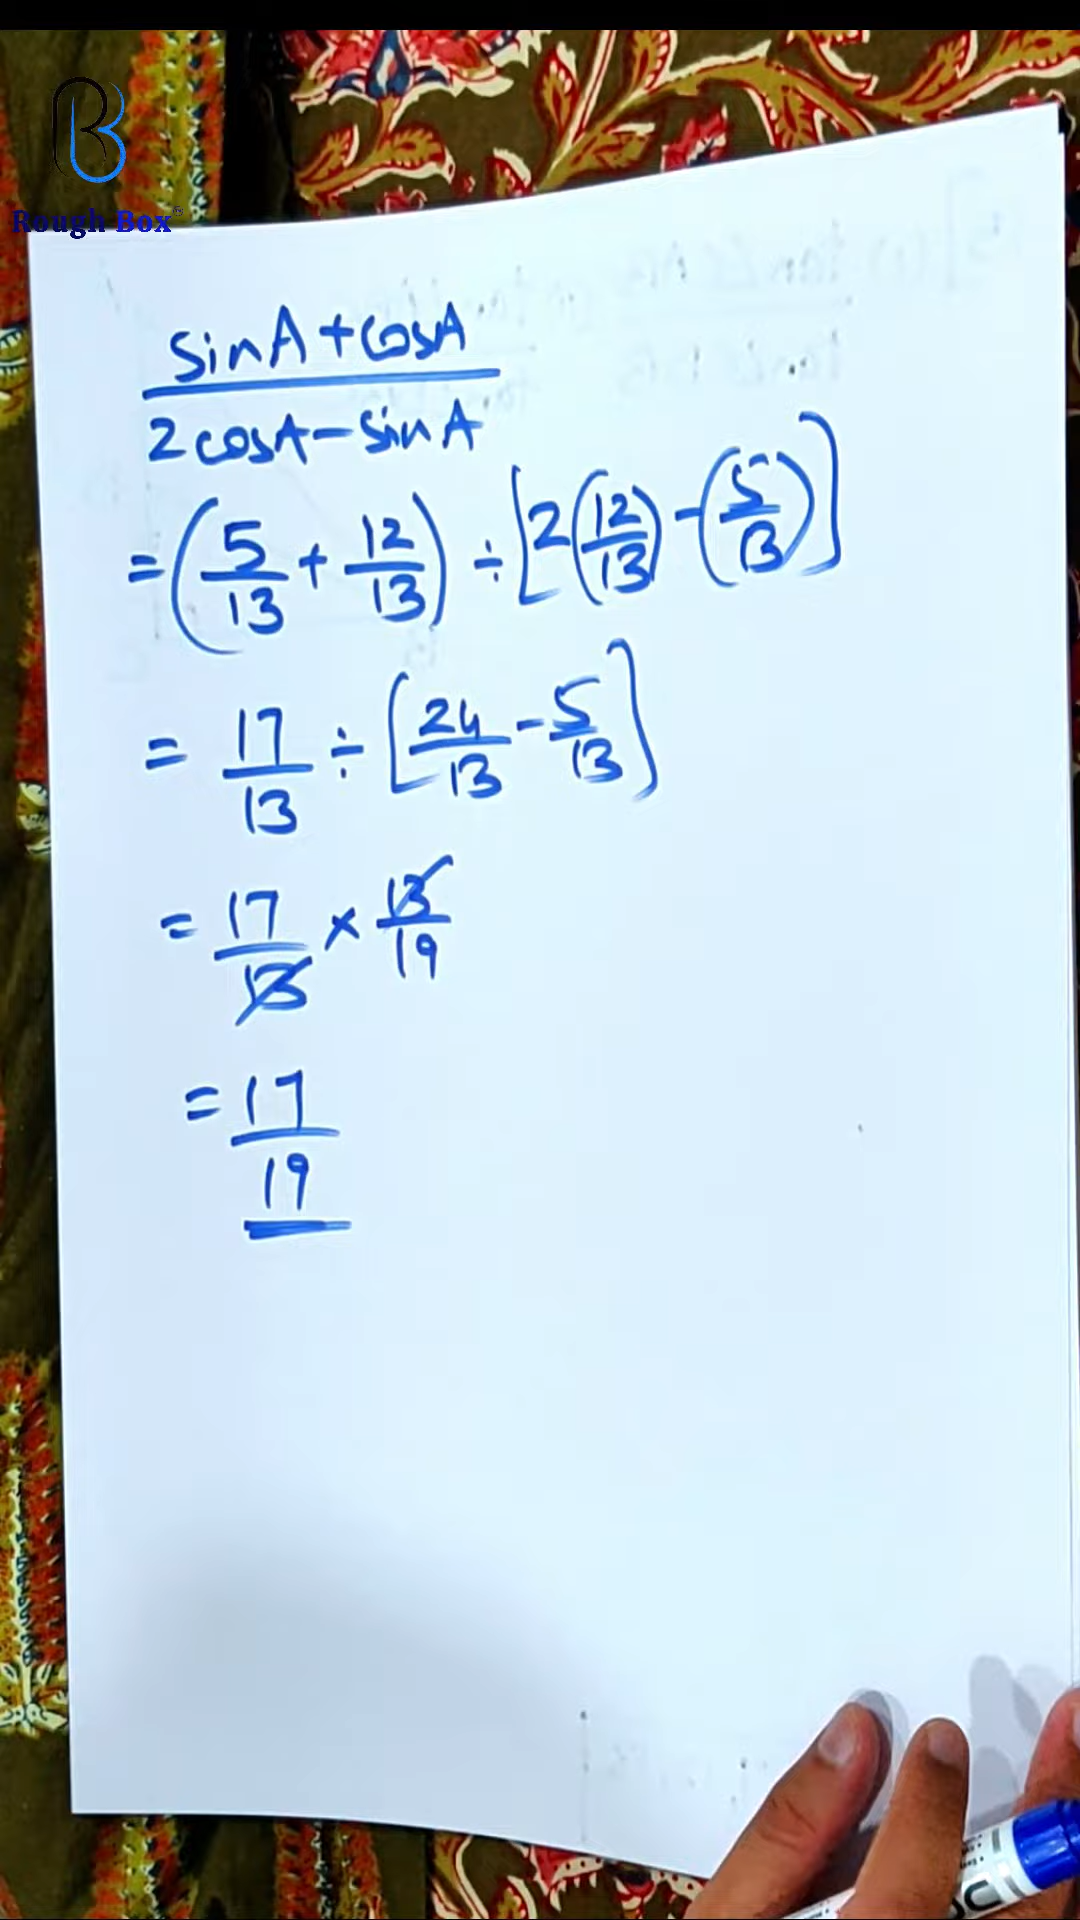 Rough Box
sinA + cosA
2cosA - sinA
= (5/13 + 12/13) ÷ [2(12/13) - (5/13)]
= 17/13 ÷ [24/13 - 5/13]
= 17/13 × 13/19
= 17/19